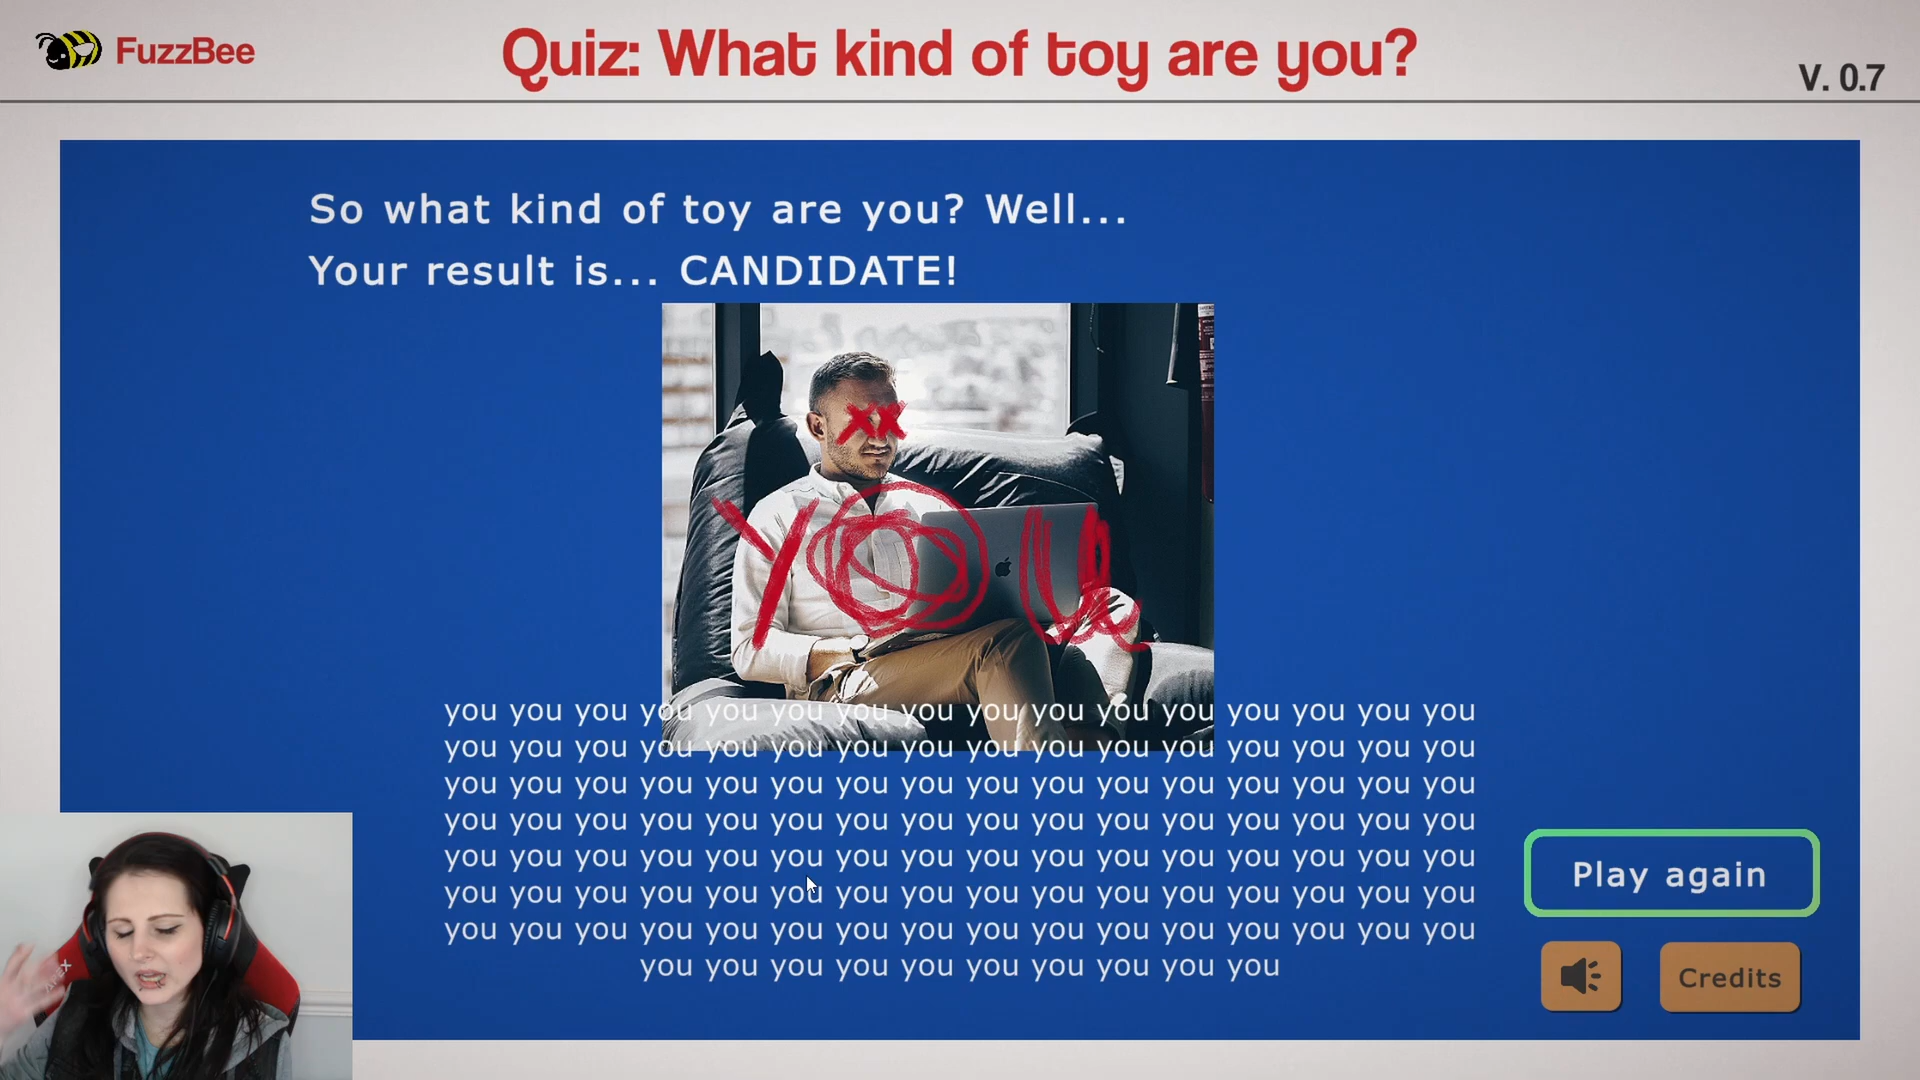 FuzzBee
Quiz: What kind of toy are you?
V. 0.7
So what kind of toy are you? Well...
Your result is... CANDIDATE!
YOU
you you you you you you you you you you you you you you you you
you you you you you you you you you you you you you you you you
you you you you you you you you you you you you you you you you
you you you you you you you you you you you you you you you you
you you you you you you you you you you you you you you you you
you you you you you you you you you you you you you you you you
you you you you you you you you you you you you you you you you
you you you you you you you you you you
Play again
Credits